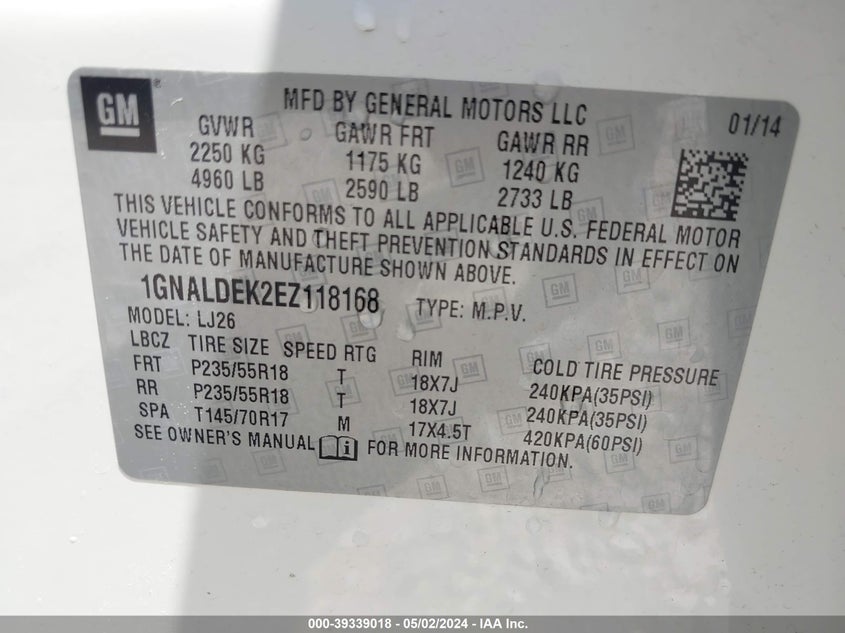 GM ®
MFD BY GENERAL MOTORS LLC
01/14
GVWR GAWR FRT GAWR RR
2250 KG 1175 KG 1240 KG
4960 LB 2590 LB 2733 LB
THIS VEHICLE CONFORMS TO ALL APPLICABLE U.S. FEDERAL MOTOR
VEHICLE SAFETY AND THEFT PREVENTION STANDARDS IN EFFECT ON
THE DATE OF MANUFACTURE SHOWN ABOVE.
1GNALDEK2EZ118168 TYPE: M.P.V.
MODEL: LJ26
LBCZ TIRE SIZE SPEED RTG RIM COLD TIRE PRESSURE
FRT P235/55R18 T 18X7J 240KPA(35PSI)
RR P235/55R18 T 18X7J 240KPA(35PSI)
SPA T145/70R17 M 17X4.5T 420KPA(60PSI)
SEE OWNER'S MANUAL i FOR MORE INFORMATION.
000-39339018 - 05/02/2024 - IAA Inc.